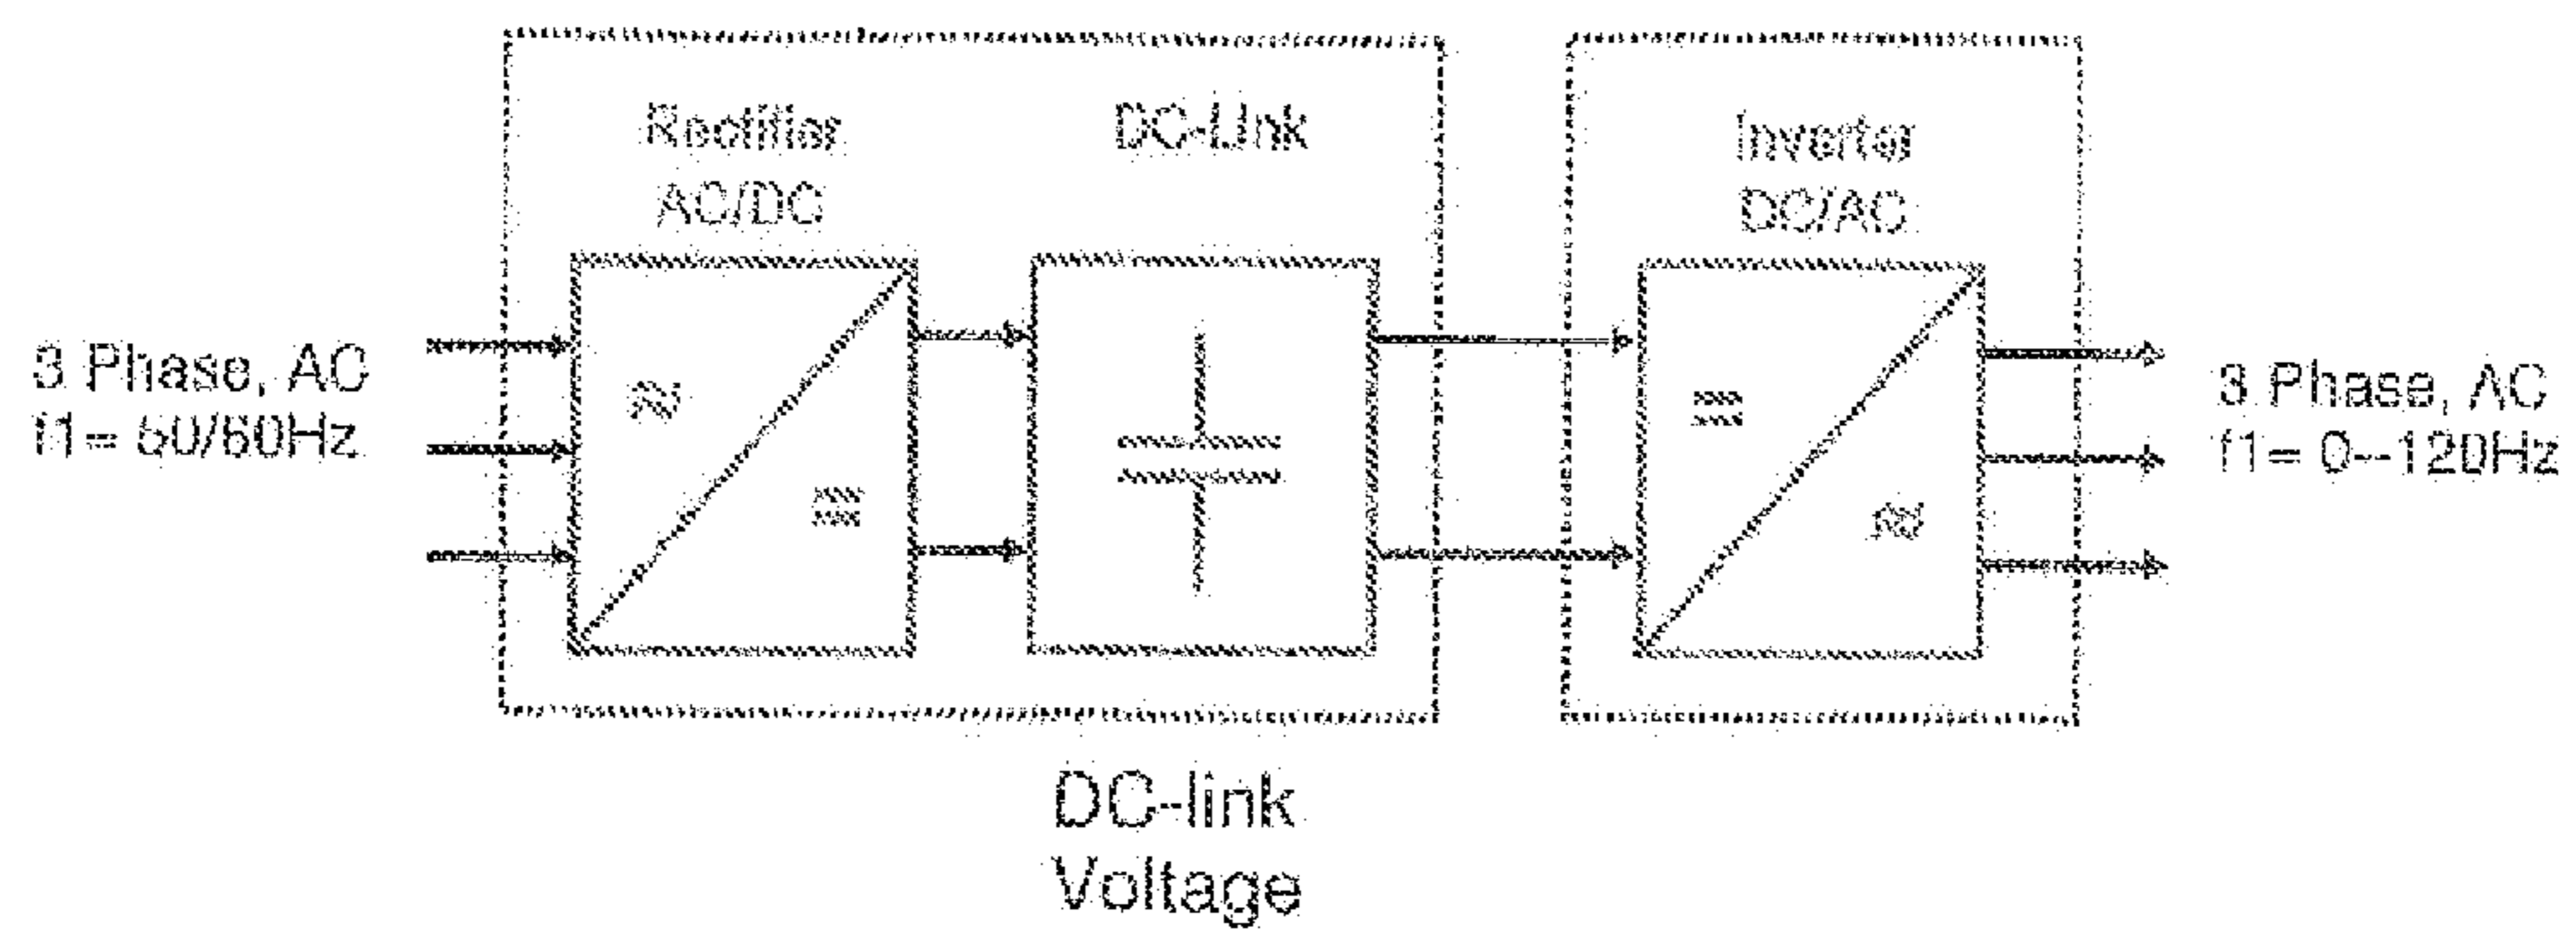 Rectifier
AC/DC
DC-Link
Inverter
DC/AC
3 Phase, AC
f1= 50/60Hz
3 Phase, AC
f1= 0--120Hz
DC-link
Voltage